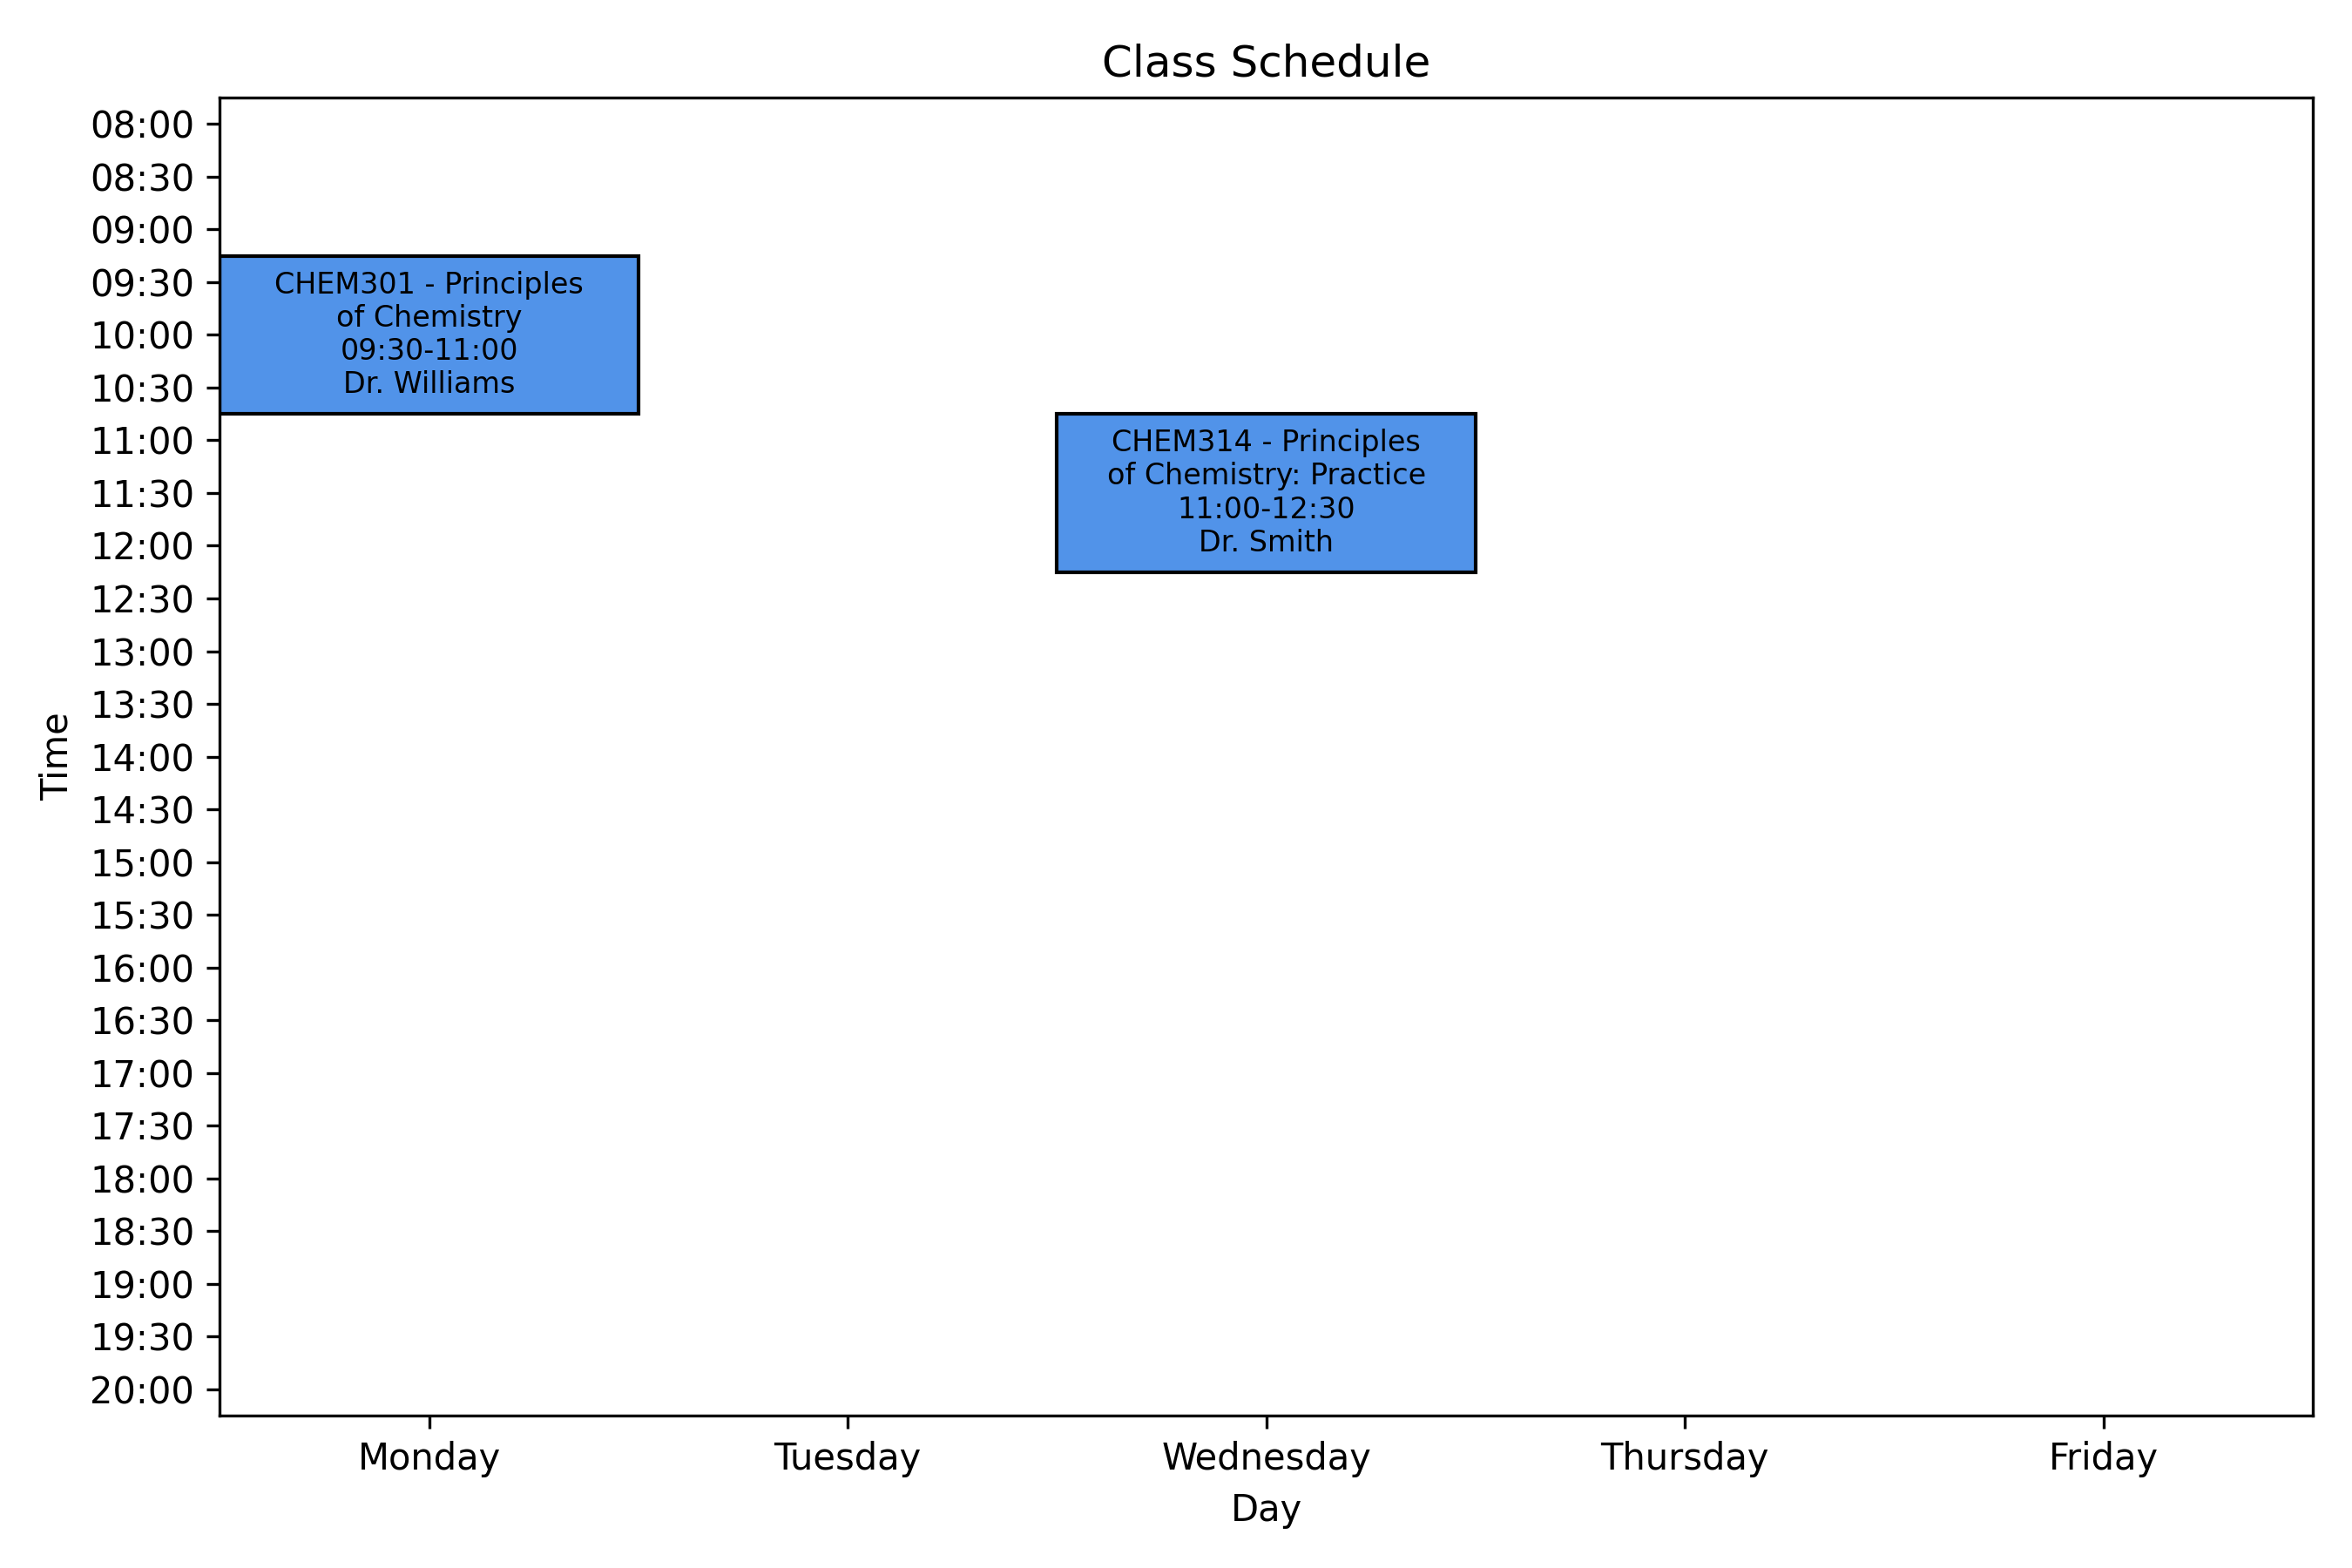 Class Schedule
08:00
08:30
09:00
09:30
10:00
10:30
11:00
11:30
12:00
12:30
13:00
13:30
14:00
14:30
15:00
15:30
16:00
16:30
17:00
17:30
18:00
18:30
19:00
19:30
20:00
Time
CHEM301 - Principles
of Chemistry
09:30-11:00
Dr. Williams
CHEM314 - Principles
of Chemistry: Practice
11:00-12:30
Dr. Smith
Monday Tuesday Wednesday Thursday Friday
Day